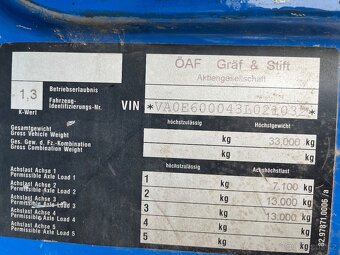 ÖAF Gräf & Stift
Aktiengesellschaft
1,3
K-Wert
Betriebserlaubnis
Fahrzeug-
Identifizierungs-Nr.
VIN *VA0E600043L021032*
höchstzulässig Höchstgewicht
Gesamtgewicht
Gross Vehicle Weight
kg 33.000 kg
Ges. Gew. d. Fz.-Kombination
Gross Combination Weight
kg kg
höchstzulässig Achshöchstlast
Achslast Achse 1
Permissible Axle Load 1
1 kg 7.100 kg
Achslast Achse 2
Permissible Axle Load 2
2 kg 13.000 kg
Achslast Achse 3
Permissible Axle Load 3
3 kg 13.000 kg
Achslast Achse 4
Permissible Axle Load 4
4 kg kg
Achslast Achse 5
Permissible Axle Load 5
5 kg kg
82.97871.0006/a